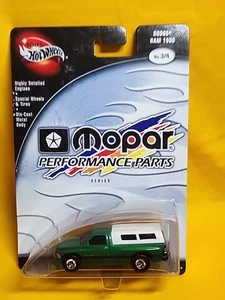 Hot Wheels
DODGE
RAM 1500
No. 3/4
Highly Detailed
Engines
Special Wheels
& Tires
Die-Cast
Metal
Body
mopar
PERFORMANCE PARTS
SERIES